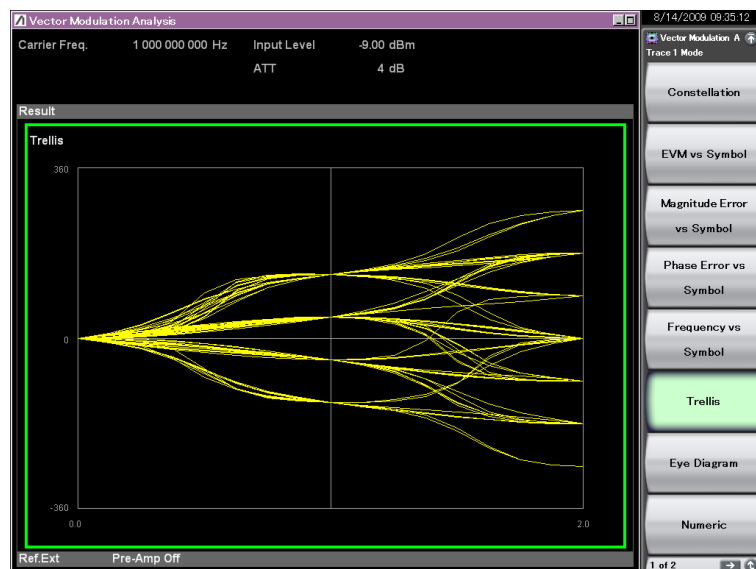 Vector Modulation Analysis
8/14/2009 09:35:12
Carrier Freq. 1 000 000 000 Hz Input Level -9.00 dBm
ATT 4 dB
Result
Trellis
360
0
-360
0.0 2.0
Ref.Ext Pre-Amp Off
Vector Modulation A
Trace 1 Mode
Constellation
EVM vs Symbol
Magnitude Error
vs Symbol
Phase Error vs
Symbol
Frequency vs
Symbol
Trellis
Eye Diagram
Numeric
1 of 2